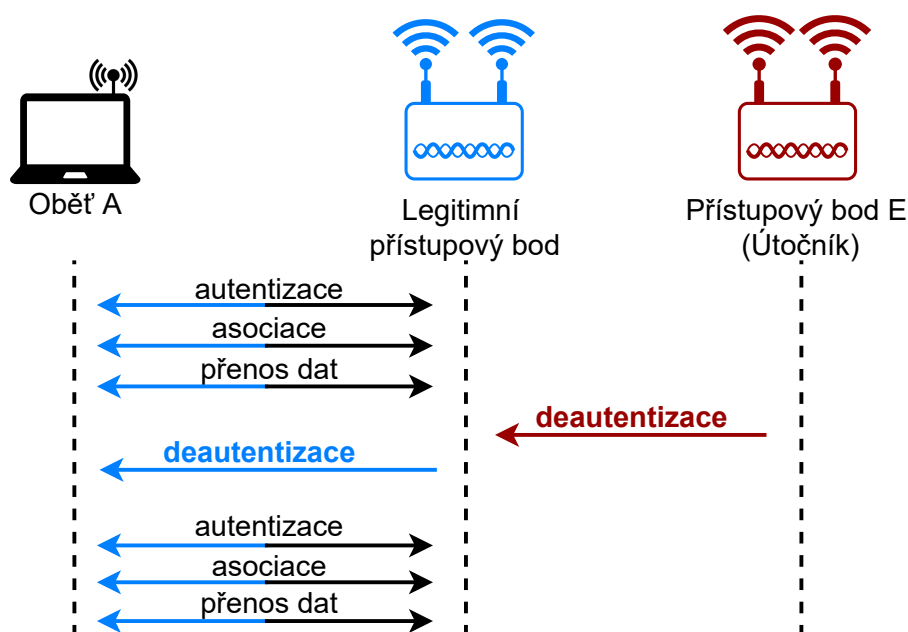 Oběť A
Legitimní
přístupový bod
Přístupový bod E
(Útočník)
autentizace
asociace
přenos dat
deautentizace
deautentizace
autentizace
asociace
přenos dat